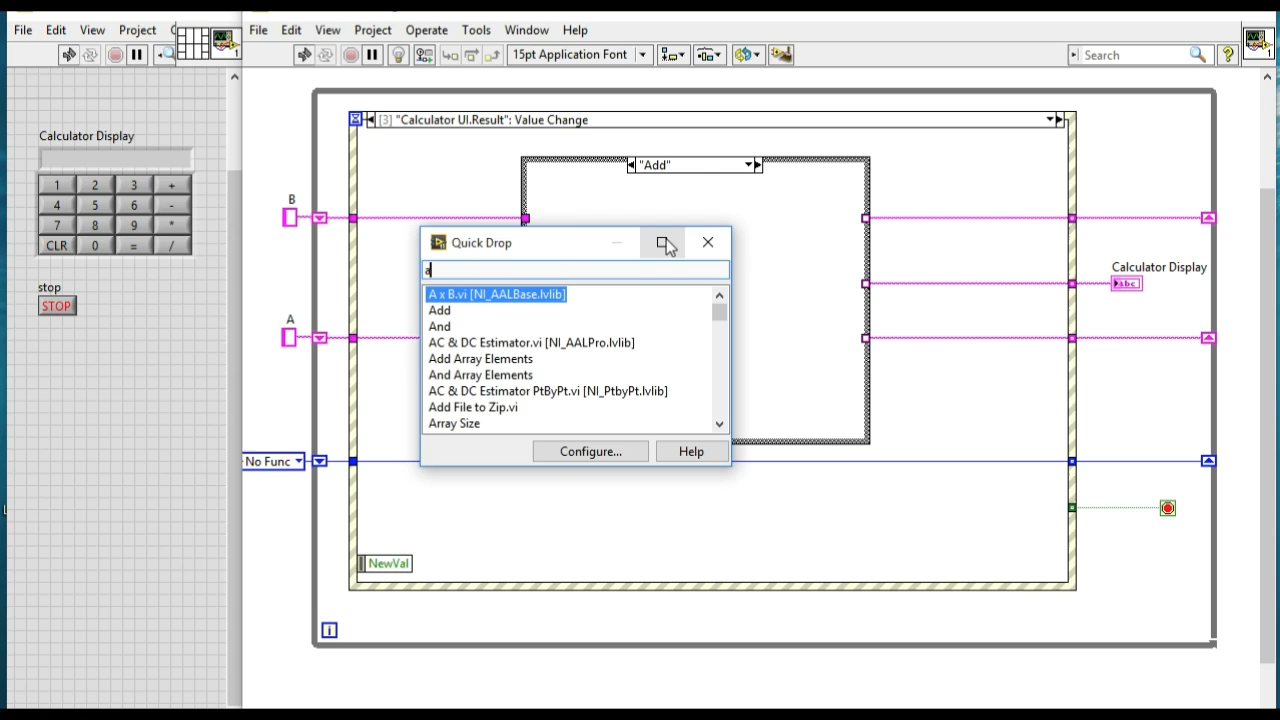 File Edit View Project
File Edit View Project Operate Tools Window Help
15pt Application Font
Search
?
1
Calculator Display
1 2 3 +
4 5 6 -
7 8 9 *
CLR 0 = /
stop
STOP
[3] "Calculator UI.Result": Value Change
"Add"
B
A
No Func
Quick Drop
a
A x B.vi [NI_AALBase.lvlib]
Add
And
AC & DC Estimator.vi [NI_AALPro.lvlib]
Add Array Elements
And Array Elements
AC & DC Estimator PtByPt.vi [NI_PtbyPt.lvlib]
Add File to Zip.vi
Array Size
Configure... Help
Calculator Display
abc
NewVal
i